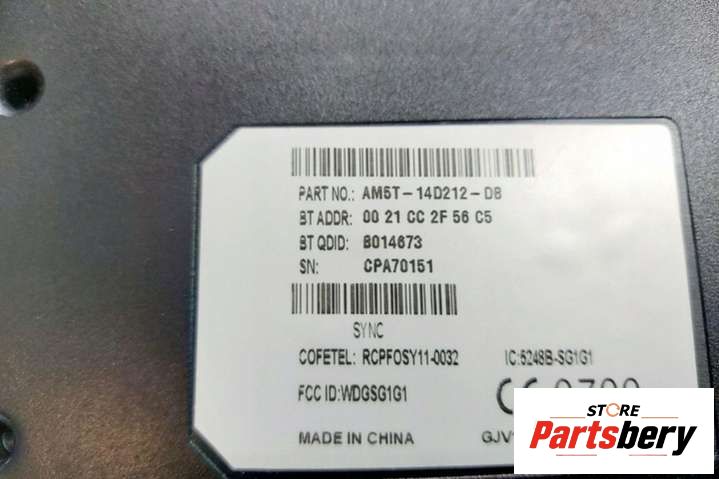 PART NO.: AM5T-14D212-DB
BT ADDR: 00 21 CC 2F 56 C5
BT QDID: B014673
SN: CPA70151
SYNC
COFETEL: RCPFOSY11-0032 IC:5248B-SG1G1
FCC ID:WDGSG1G1
MADE IN CHINA
STORE
Partsbery